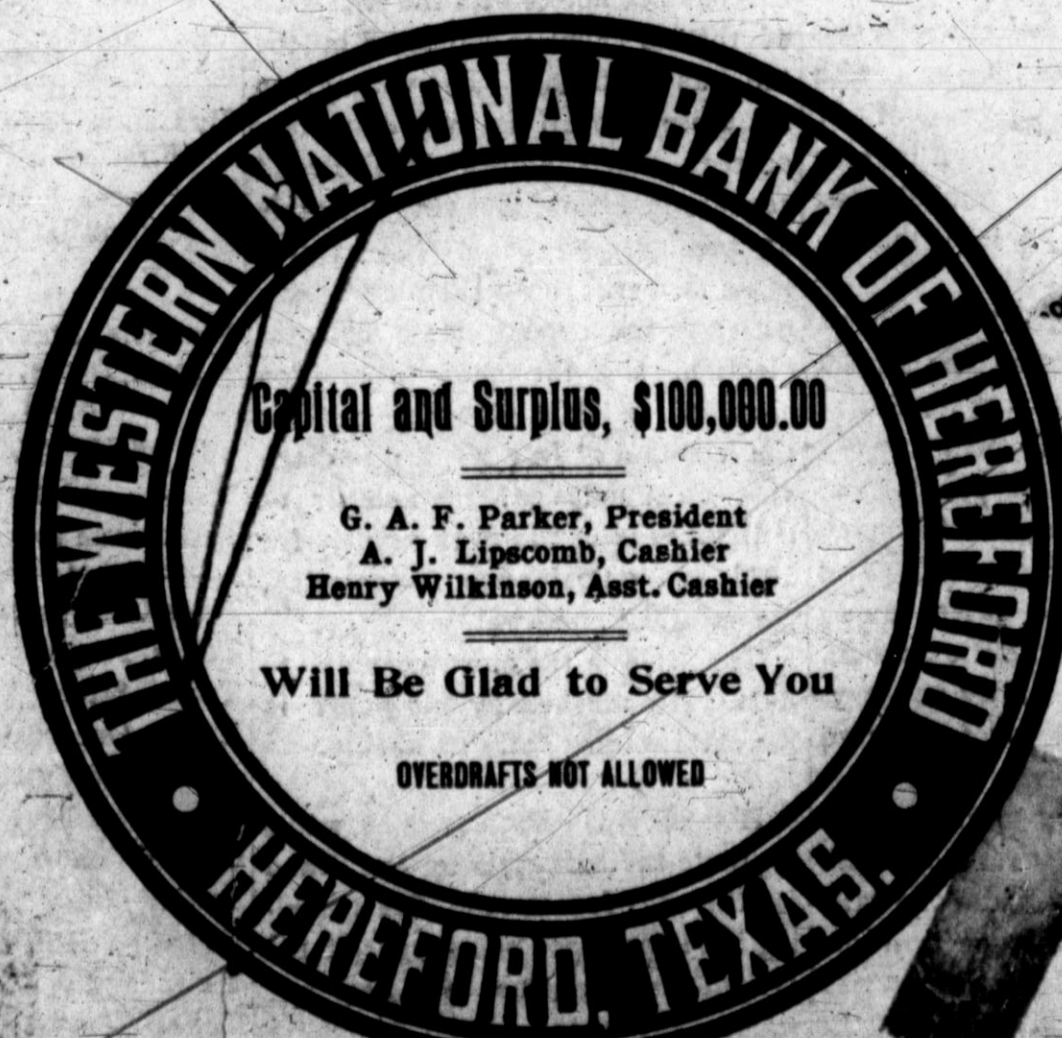 THE WESTERN NATIONAL BANK OF HEREFORD
Capital and Surplus, $100,000.00
G. A. F. Parker, President
A. J. Lipscomb, Cashier
Henry Wilkinson, Asst. Cashier
Will Be Glad to Serve You
OVERDRAFTS NOT ALLOWED
HEREFORD, TEXAS.